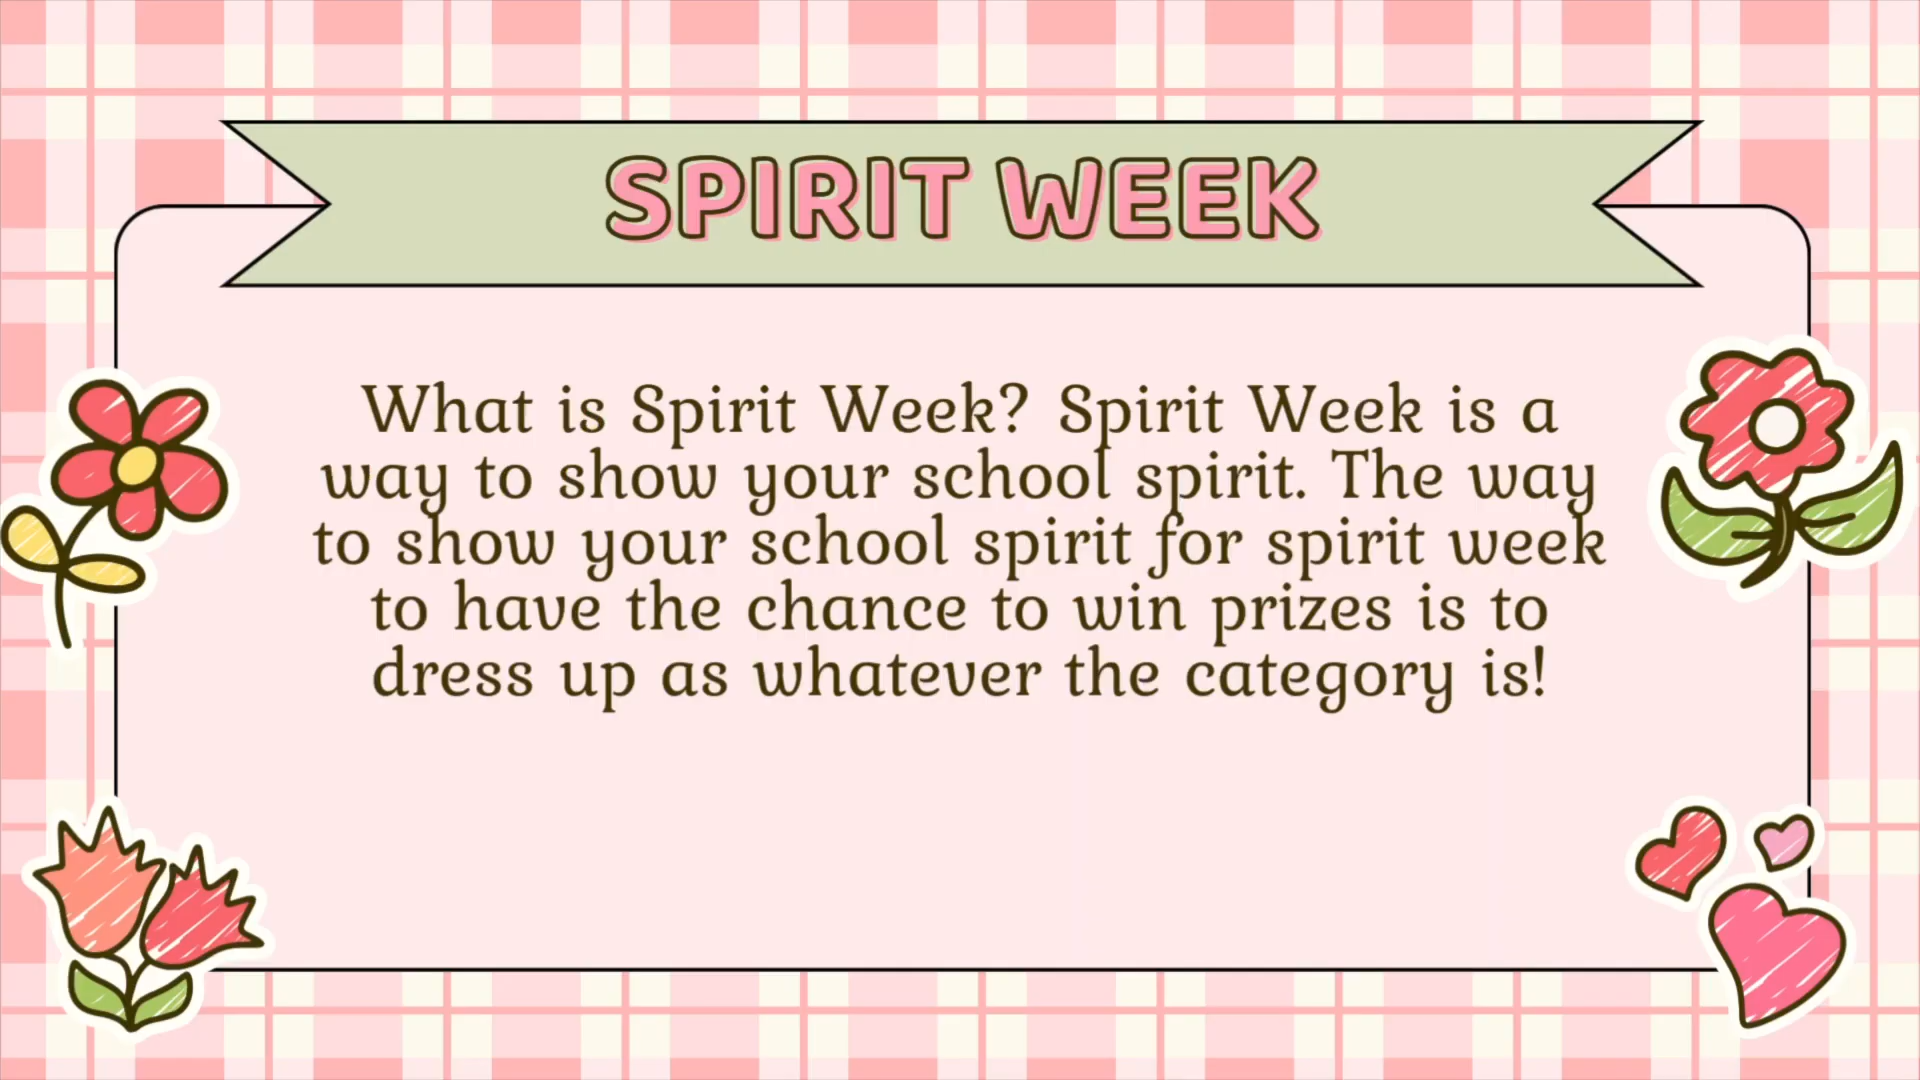 SPIRIT WEEK
What is Spirit Week? Spirit Week is a
way to show your school spirit. The way
to show your school spirit for spirit week
to have the chance to win prizes is to
dress up as whatever the category is!